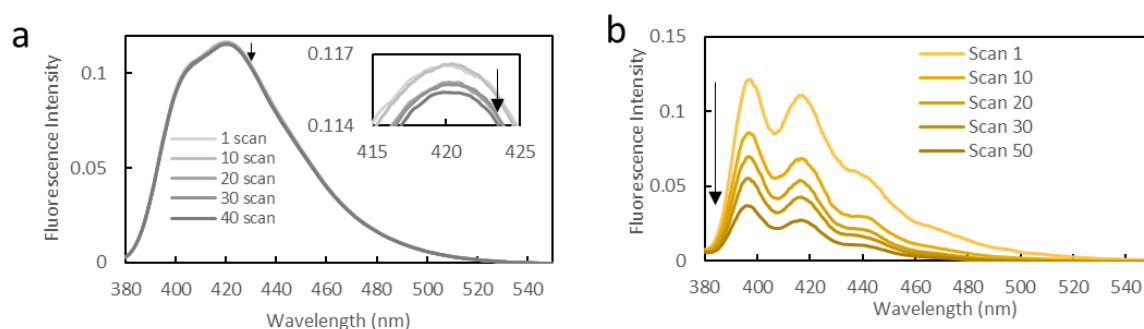 a
Fluorescence Intensity
0.1
0.05
0
380 400 420 440 460 480 500 520 540
Wavelength (nm)
1 scan
10 scan
20 scan
30 scan
40 scan
0.117
0.114
415 420 425
b
Fluorescence Intensity
0.15
0.1
0.05
0
380 400 420 440 460 480 500 520 540
Wavelength (nm)
Scan 1
Scan 10
Scan 20
Scan 30
Scan 50